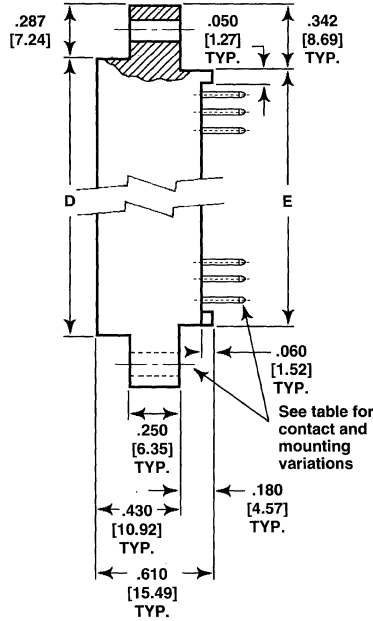 .287
[7.24]
.050
[1.27]
TYP.
.342
[8.69]
TYP.
D
E
.060
[1.52]
TYP.
See table for
contact and
mounting
variations
.250
[6.35]
TYP.
.180
[4.57]
TYP.
.430
[10.92]
TYP.
.610
[15.49]
TYP.